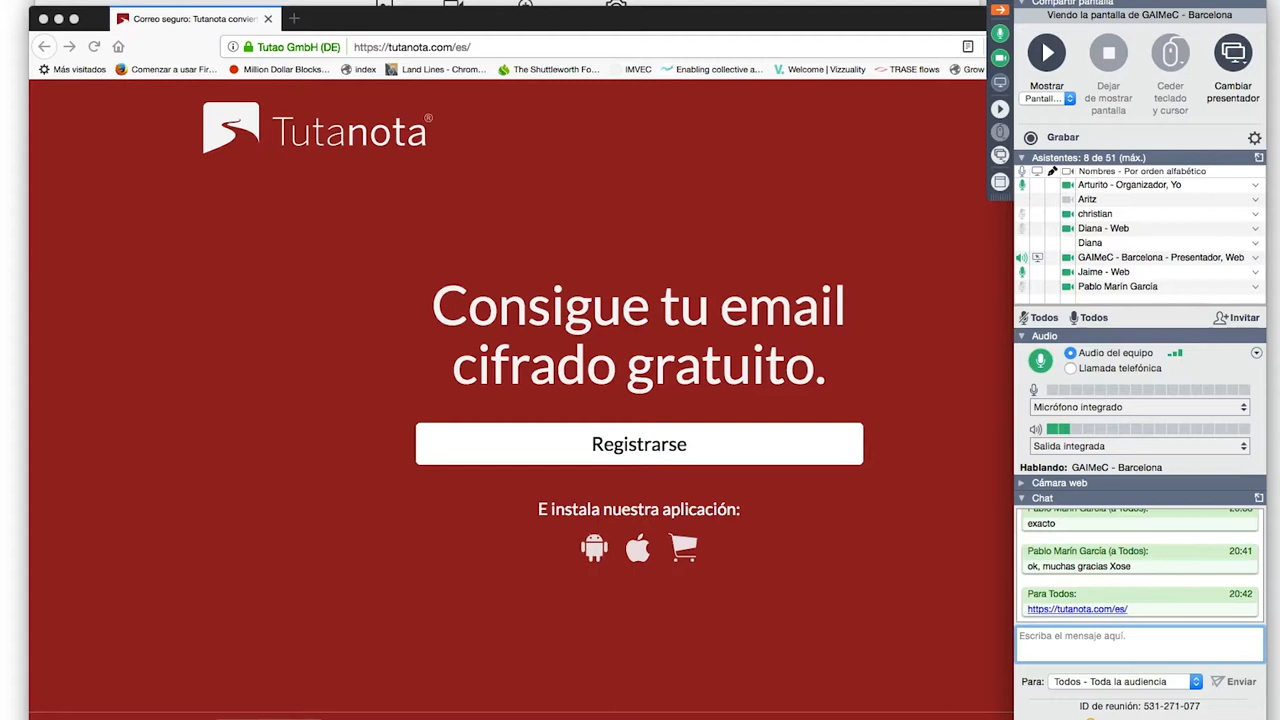 Correo seguro: Tutanota convier
Tutao GmbH (DE)
https://tutanota.com/es/
Más visitados
Comenzar a usar Fir...
Million Dollar Blocks...
index
Land Lines - Chrom...
The Shuttleworth Fo...
IMVEC
Enabling collective a...
Welcome | Vizzuality
TRASE flows
Grow
Tutanota®
Consigue tu email
cifrado gratuito.
Registrarse
E instala nuestra aplicación:
Compartir pantalla
Viendo la pantalla de GAIMeC - Barcelona
Mostrar
Pantall...
Dejar
de mostrar
pantalla
Ceder
teclado
y cursor
Cambiar
presentador
Grabar
Asistentes: 8 de 51 (máx.)
Nombres - Por orden alfabético
Arturito - Organizador, Yo
Aritz
christian
Diana - Web
Diana
GAIMeC - Barcelona - Presentador, Web
Jaime - Web
Pablo Marín Garcia
Todos
Todos
Invitar
Audio
Audio del equipo
Llamada telefónica
Micrófono integrado
Salida integrada
Hablando: GAIMeC - Barcelona
Cámara web
Chat
Pablo Marín García (a Todos):
exacto
Pablo Marín García (a Todos): 20:41
ok, muchas gracias Xose
Para Todos: 20:42
https://tutanota.com/es/
Escriba el mensaje aquí.
Para: Todos - Toda la audiencia
Enviar
ID de reunión: 531-271-077